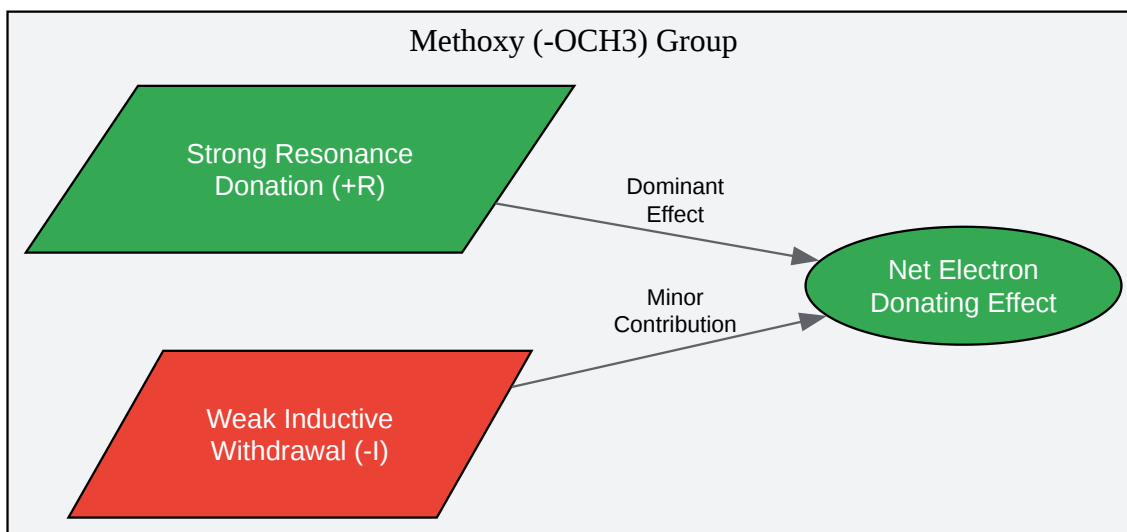 Methoxy (-OCH3) Group
Strong Resonance
Donation (+R)
Dominant
Effect
Net Electron
Donating Effect
Minor
Contribution
Weak Inductive
Withdrawal (-I)